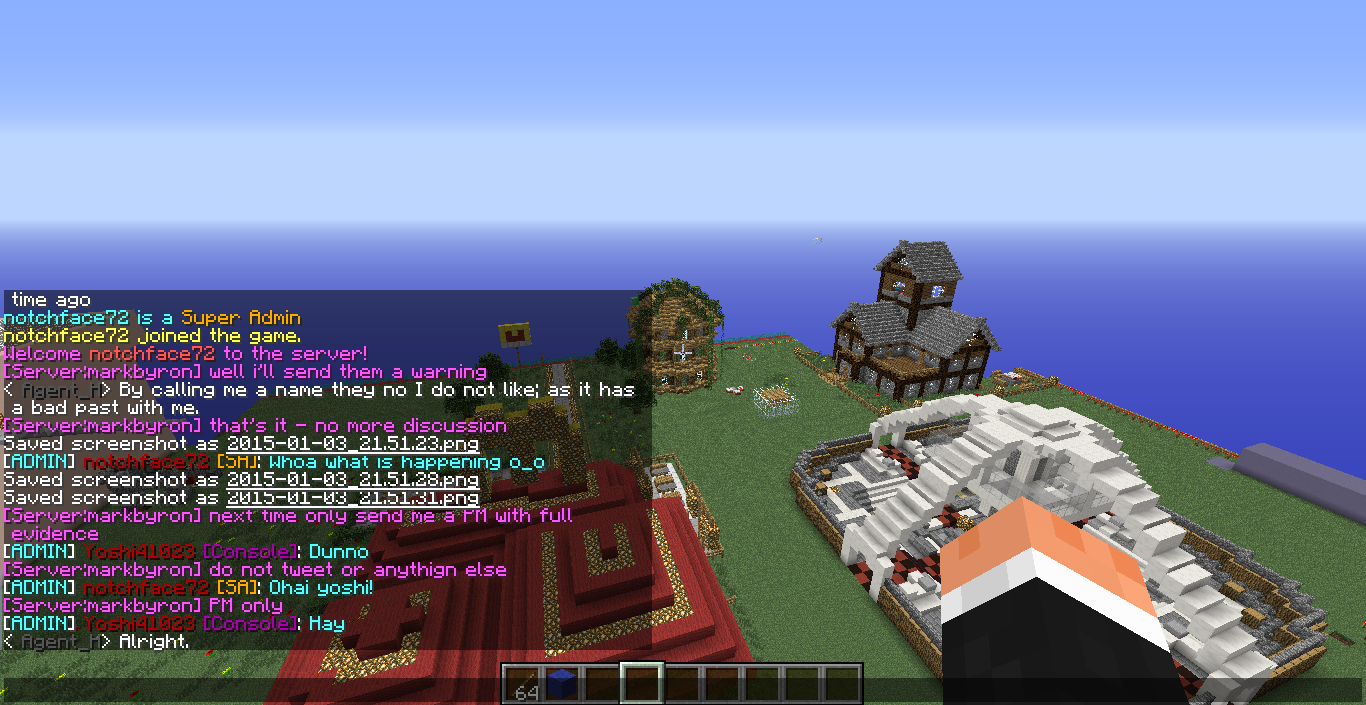 time ago
notchface72 is a Super Admin
notchface72 joined the game.
Welcome notchface72 to the server!
[Server:markbyron] well i'll send them a warning
< Agent_H> By calling me a name they no I do not like; as it has
a bad past with me.
[Server:markbyron] that's it - no more discussion
Saved screenshot as 2015-01-03_21.51.23.png
[ADMIN] notchface72 [SA]: Whoa what is happening o_o
Saved screenshot as 2015-01-03_21.51.28.png
Saved screenshot as 2015-01-03_21.51.31.png
[Server:markbyron] next time only send me a PM with full
evidence
[ADMIN] Yoshi41023 [Console]: Dunno
[Server:markbyron] do not tweet or anythign else
[ADMIN] notchface72 [SA]: Ohai yoshi!
[Server:markbyron] PM only
[ADMIN] Yoshi41023 [Console]: Hay
< Agent_H> Alright.
64